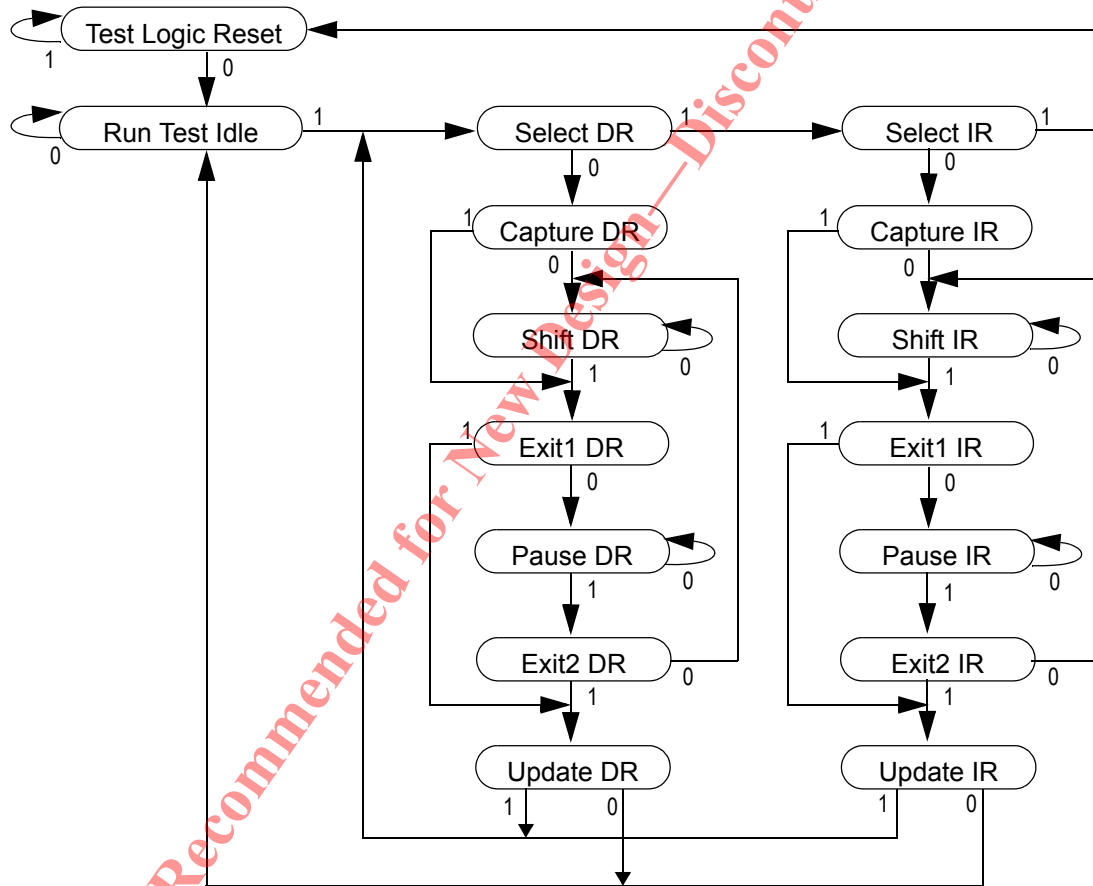 Test Logic Reset
1
0
Run Test Idle
0
1
Select DR
1
0
Select IR
1
0
1
Capture DR
0
1
Capture IR
0
Shift DR
0
1
Shift IR
0
1
1
Exit1 DR
0
1
Exit1 IR
0
Pause DR
0
1
Pause IR
0
1
Exit2 DR
0
1
Exit2 IR
0
1
Update DR
1
0
Update IR
1
0
Recommended for New Design—Discont